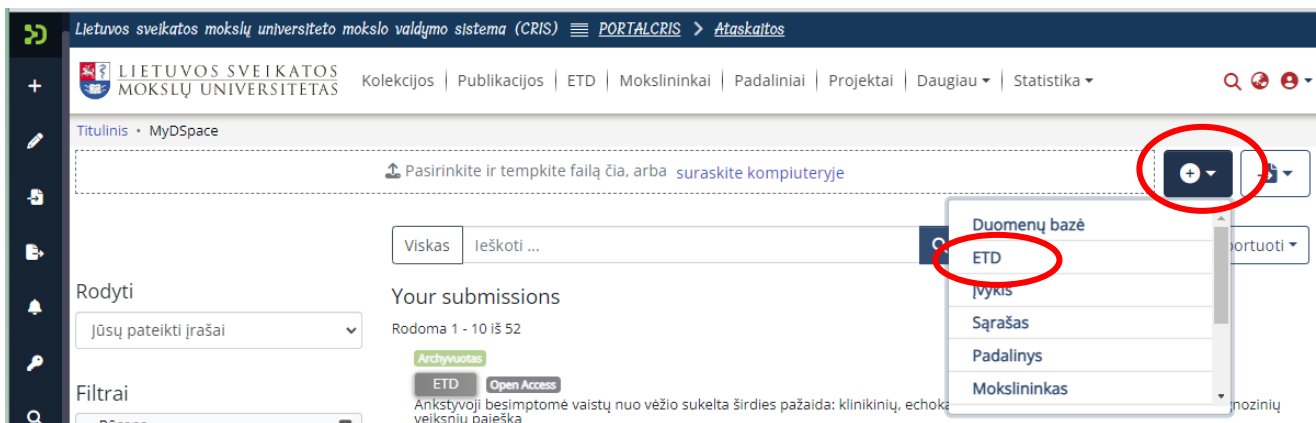 Lietuvos sveikatos mokslų universiteto mokslo valdymo sistema (CRIS) PORTALCRIS > Ataskaitos
LIETUVOS SVEIKATOS
MOKSLŲ UNIVERSITETAS
Kolekcijos | Publikacijos | ETD | Mokslininkai | Padaliniai | Projektai | Daugiau | Statistika
Titulinis • MyDSpace
Pasirinkite ir tempkite failą čia, arba suraskite kompiuteryje
Duomenų bazė
ETD
Įvykis
Sąrašas
Padalinys
Mokslininkas
Viskas Ieškoti ...
Rodyti
Jūsų pateikti įrašai
Filtrai
Your submissions
Rodoma 1 - 10 iš 52
Archyvuotas
ETD Open Access
Ankstyvoji besimptomė vaistų nuo vėžio sukelta širdies pažaida: klinikinių,
veiksnių paieška